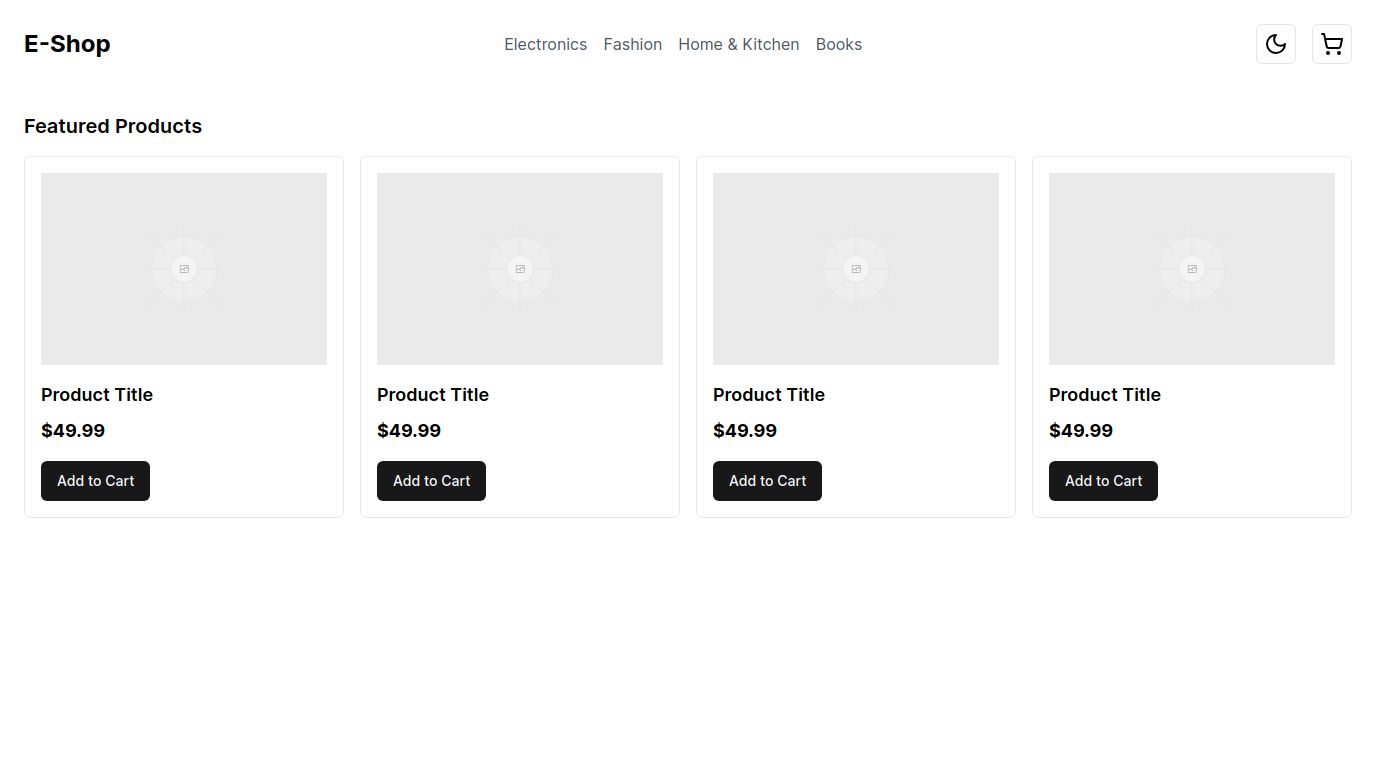 E-Shop
Electronics Fashion Home & Kitchen Books
Featured Products
Product Title
$49.99
Add to Cart
Product Title
$49.99
Add to Cart
Product Title
$49.99
Add to Cart
Product Title
$49.99
Add to Cart